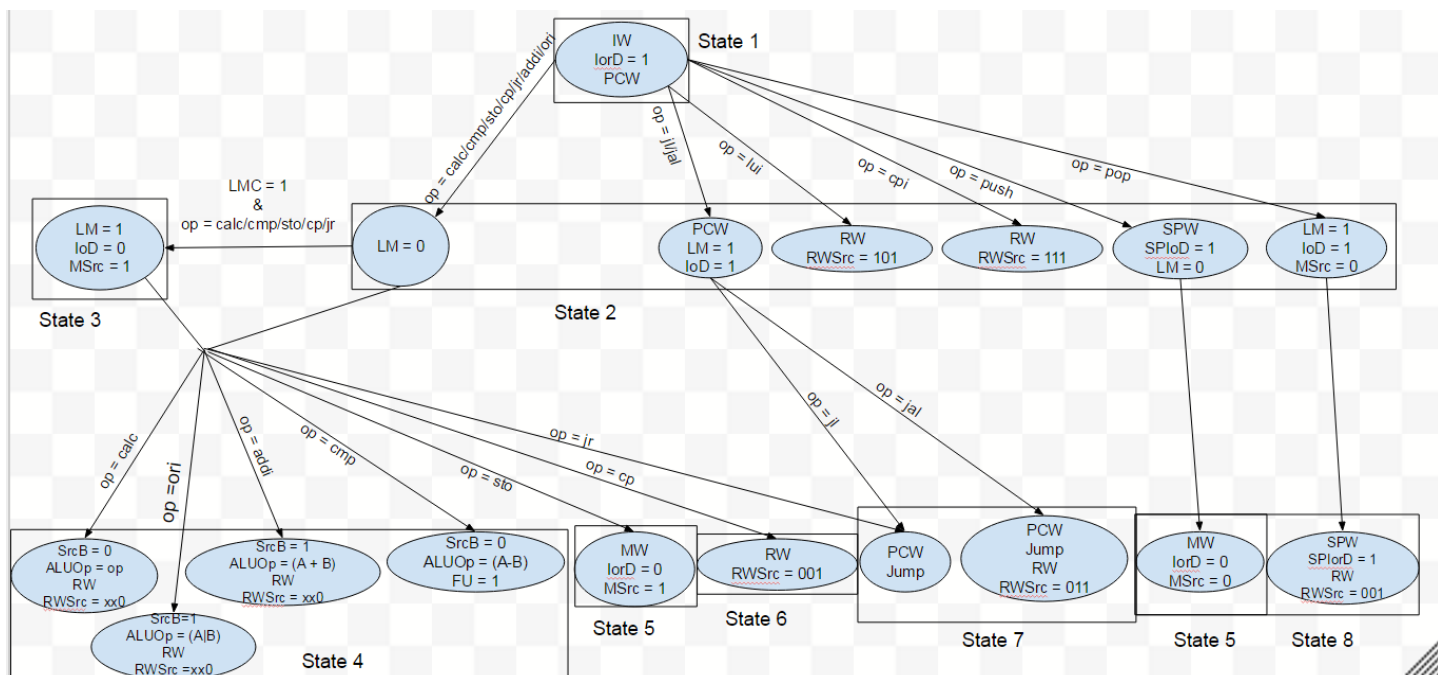 IW
IorD = 1
PCW
State 1
op = calc/cmp/sto/cp/jr/addi/ori
op = jl/jal
op = lui
op = cpi
op = push
op = pop
LMC = 1
&
op = calc/cmp/sto/cp/jr
LM = 1
IoD = 0
MSrc = 1
State 3
LM = 0
PCW
LM = 1
IoD = 1
RW
RWSrc = 101
RW
RWSrc = 111
SPW
SPIoD = 1
LM = 0
LM = 1
IoD = 1
MSrc = 0
State 2
op = calc
op =ori
op = addi
op = cmp
op = sto
op = cp
op = jr
op = jl
op = jal
SrcB = 0
ALUOp = op
RW
RWSrc = xx0
SrcB=1
ALUOp = (A|B)
RW
RWSrc =xx0
SrcB = 1
ALUOp = (A + B)
RW
RWSrc = xx0
SrcB = 0
ALUOp = (A-B)
FU = 1
State 4
MW
IorD = 0
MSrc = 1
State 5
RW
RWSrc = 001
State 6
PCW
Jump
PCW
Jump
RW
RWSrc = 011
State 7
MW
IorD = 0
MSrc = 0
State 5
SPW
SPIorD = 1
RW
RWSrc = 001
State 8